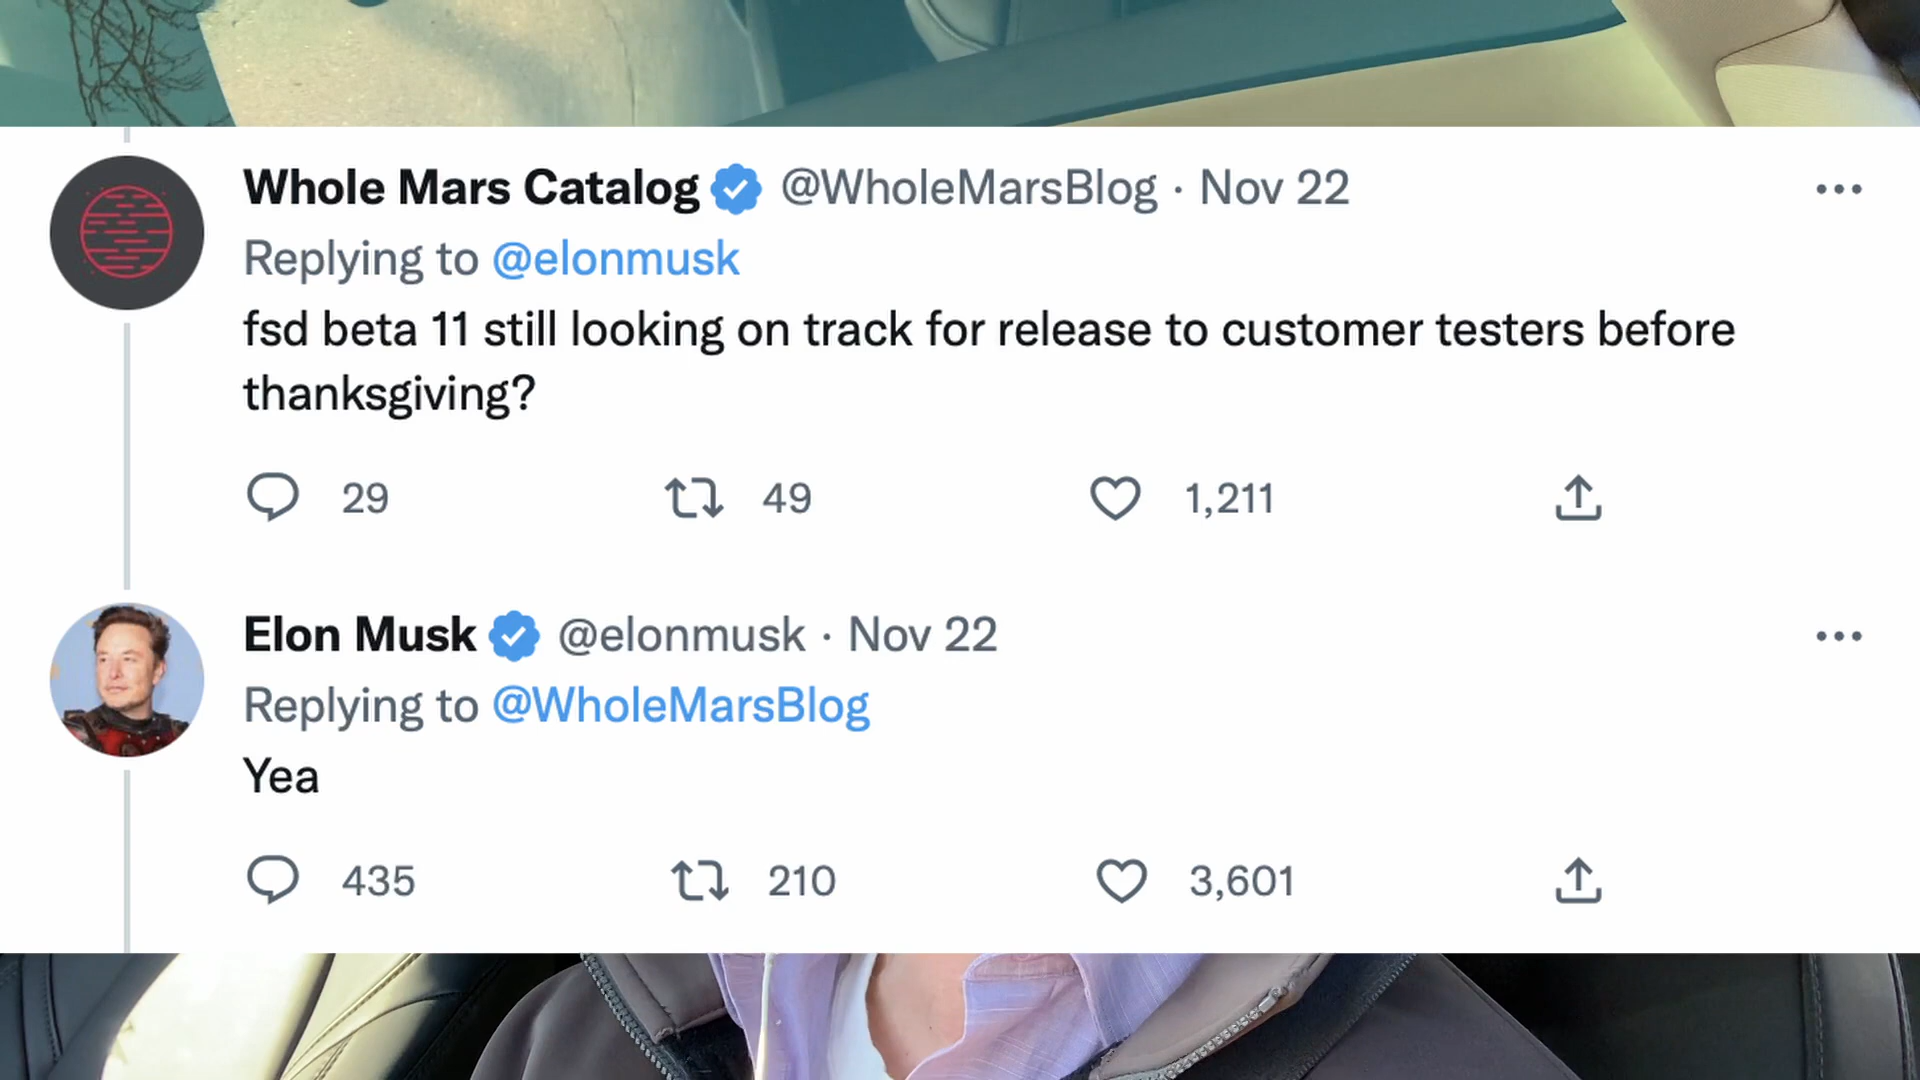 Whole Mars Catalog @WholeMarsBlog · Nov 22
Replying to @elonmusk
fsd beta 11 still looking on track for release to customer testers before
thanksgiving?
29 49 1,211
Elon Musk @elonmusk · Nov 22
Replying to @WholeMarsBlog
Yea
435 210 3,601